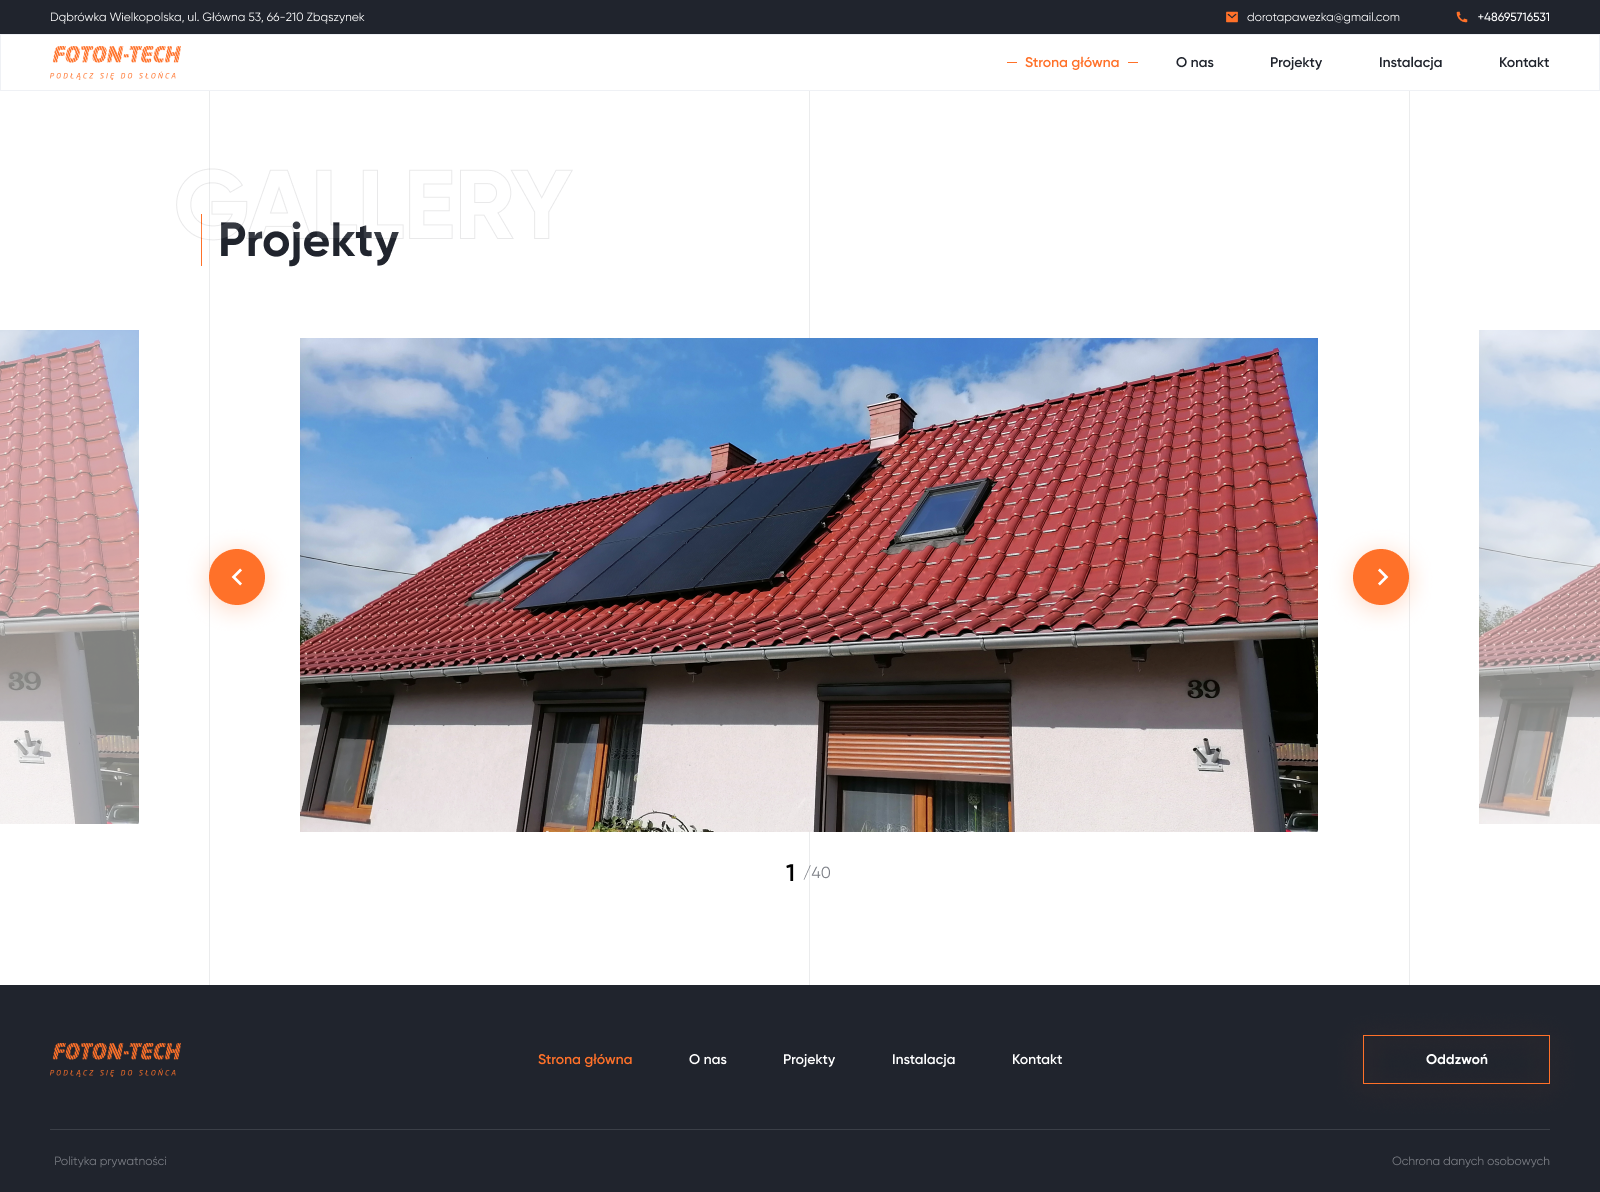 Dąbrówka Wielkopolska, ul. Główna 53, 66-210 Zbąszynek
dorotapawezka@gmail.com
+48695716531
FOTON-TECH
PODŁĄCZ SIĘ DO SŁOŃCA
Strona główna
O nas
Projekty
Instalacja
Kontakt
GALLERY
Projekty
39
39
1 /40
FOTON-TECH
PODŁĄCZ SIĘ DO SŁOŃCA
Strona główna
O nas
Projekty
Instalacja
Kontakt
Oddzwoń
Polityka prywatności
Ochrona danych osobowych